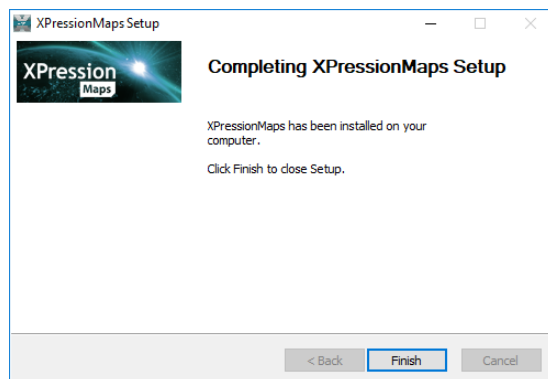 XPressionMaps Setup
XPression
Maps
Completing XPressionMaps Setup
XPressionMaps has been installed on your
computer.
Click Finish to close Setup.
< Back
Finish
Cancel